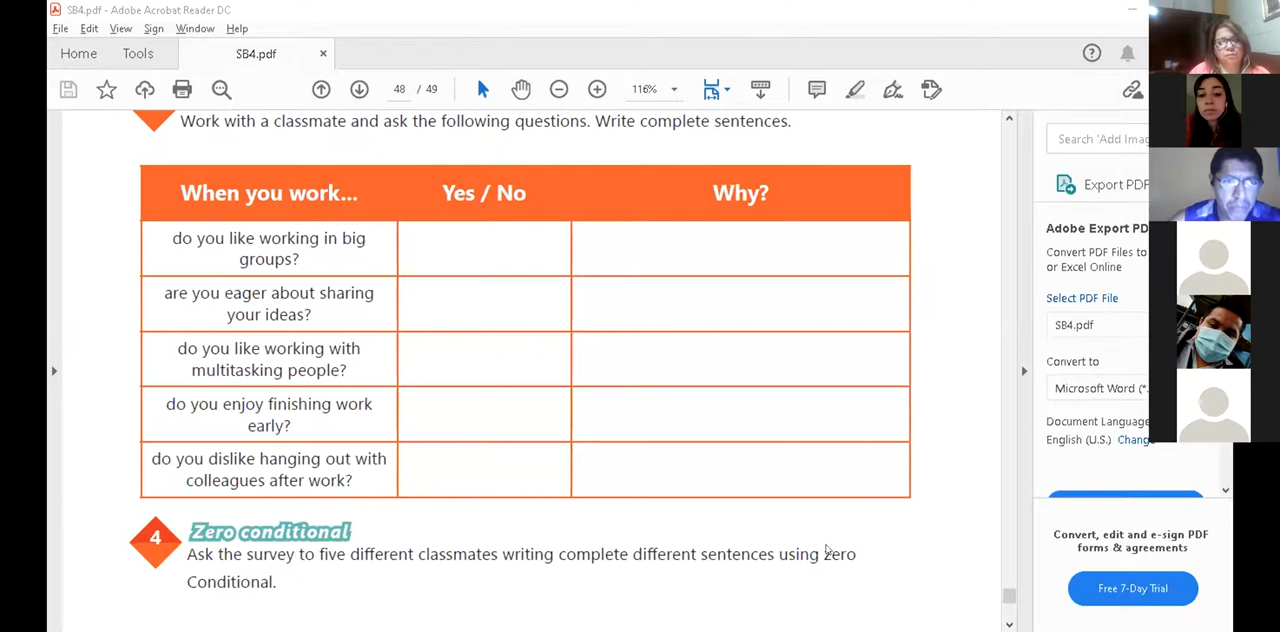 SB4.pdf - Adobe Acrobat Reader DC
File Edit View Sign Window Help
Home Tools SB4.pdf ×
48 / 49 116%
Work with a classmate and ask the following questions. Write complete sentences.
When you work... Yes / No Why?
do you like working in big
groups?
are you eager about sharing
your ideas?
do you like working with
multitasking people?
do you enjoy finishing work
early?
do you dislike hanging out with
colleagues after work?
4 Zero conditional
Ask the survey to five different classmates writing complete different sentences using zero
Conditional.
Search 'Add Imag
Export PDF
Adobe Export PD
Convert PDF Files to
or Excel Online
Select PDF File
SB4.pdf
Convert to
Microsoft Word (*.
Document Language
English (U.S.) Change
Convert, edit and e-sign PDF
forms & agreements
Free 7-Day Trial